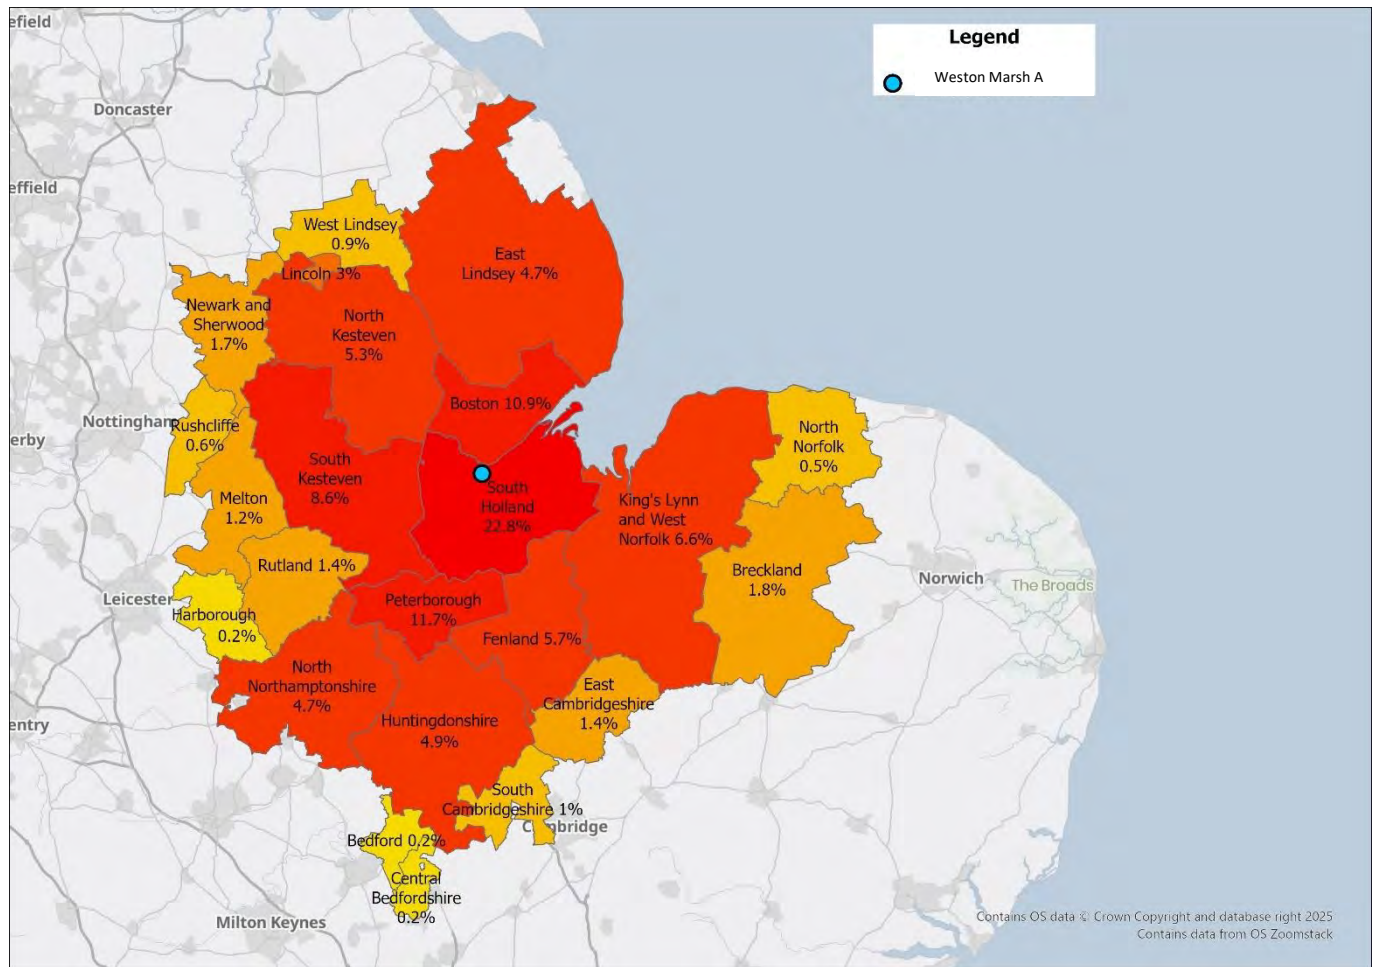 efield
Legend
Weston Marsh A
Doncaster
effield
West Lindsey
0.9%
East
Lindsey 4.7%
Lincoln 3%
Newark and
Sherwood
1.7%
North
Kesteven
5.3%
Boston 10.9%
Nottingham
Rushcliffe
0.6%
erby
North
Norfolk
0.5%
South
Kesteven
8.6%
South
Holland
22.8%
Melton
1.2%
King's Lynn
and West
Norfolk 6.6%
Rutland 1.4%
Breckland
1.8%
Norwich
The Broads
Leicester
Harborough
0.2%
Peterborough
11.7%
Fenland 5.7%
North
Northamptonshire
4.7%
East
Cambridgeshire
1.4%
Huntingdonshire
4.9%
entry
South
Cambridgeshire 1%
Cambridge
Bedford 0.2%
Central
Bedfordshire
0.2%
Milton Keynes
Contains OS data © Crown Copyright and database right 2025
Contains data from OS Zoomstack